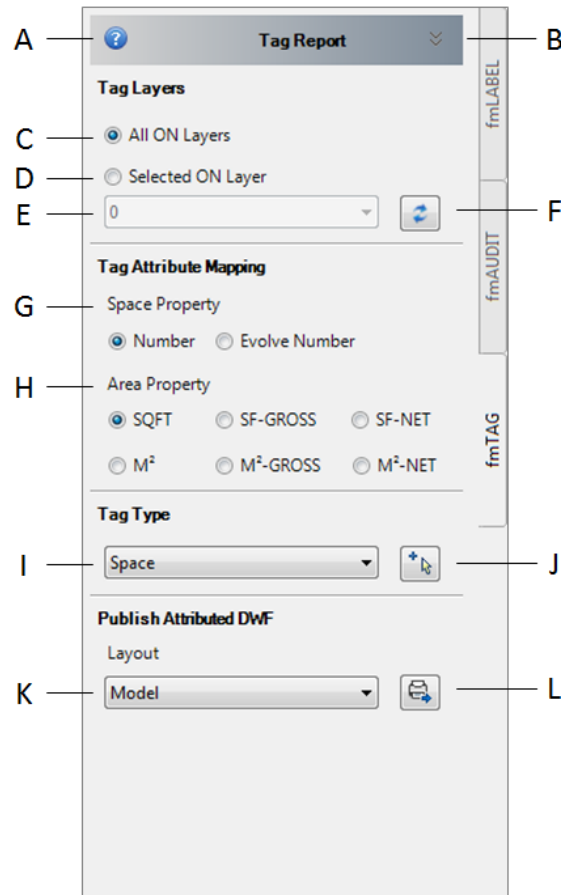 A ? Tag Report B
Tag Layers
C All ON Layers
D Selected ON Layer
E 0 F
Tag Attribute Mapping
G Space Property
Number Evolve Number
H Area Property
SQFT SF-GROSS SF-NET
M² M²-GROSS M²-NET
Tag Type
I Space J
Publish Attributed DWF
Layout
K Model L
fmLABEL
fmAUDIT
fmTAG